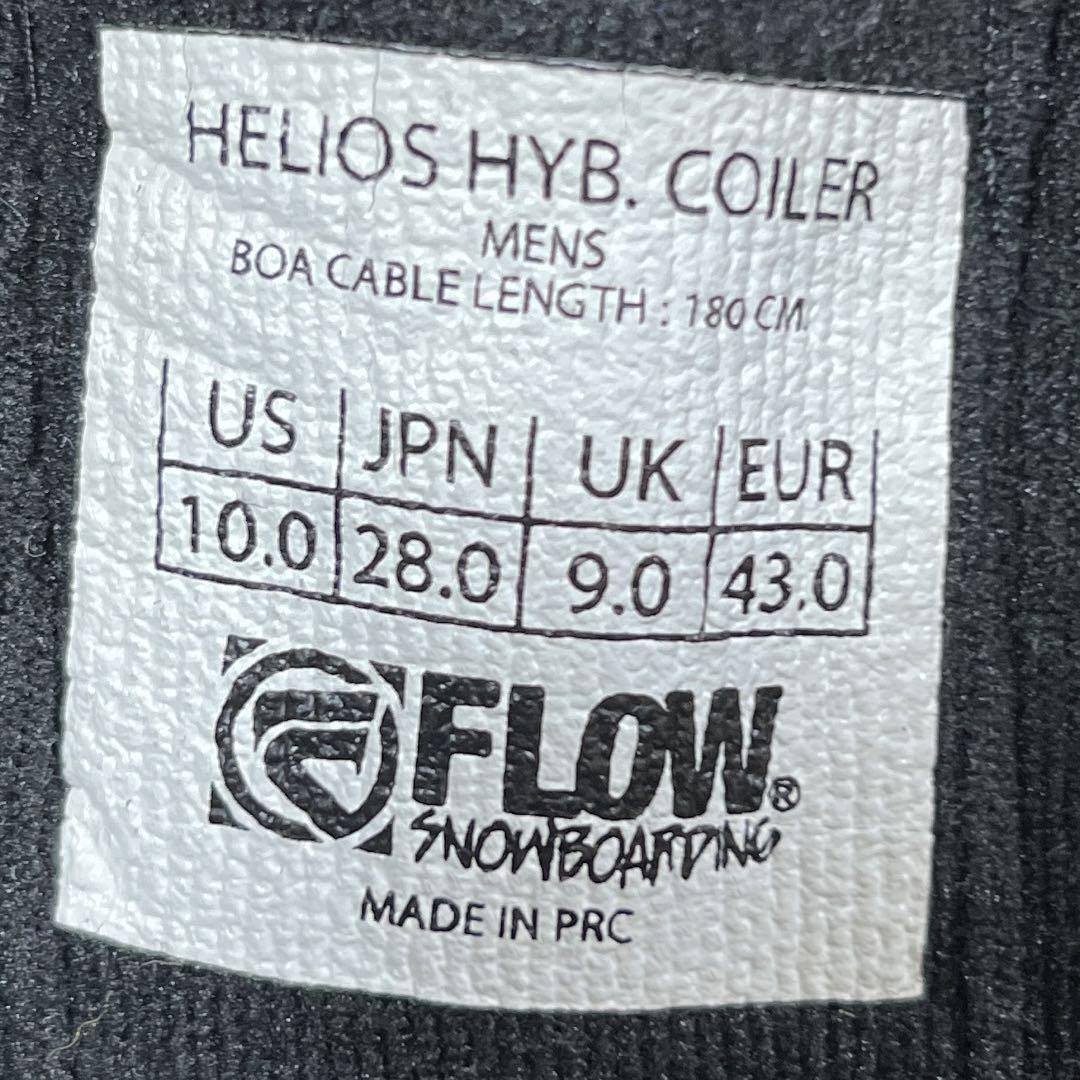 HELIOS HYB. COILER
MENS
BOA CABLE LENGTH : 180 CM
US JPN UK EUR
10.0 28.0 9.0 43.0
FLOW®
SNOWBOARDING
MADE IN PRC